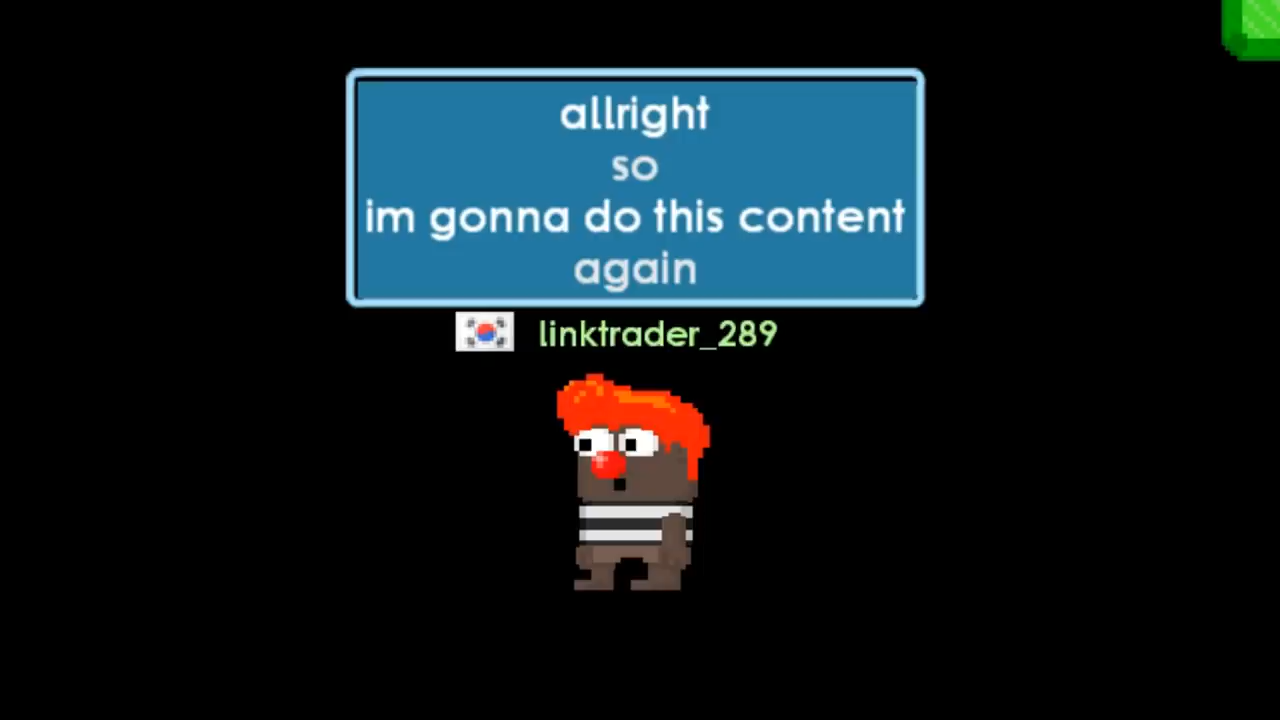 allright
so
im gonna do this content
again
linktrader_289